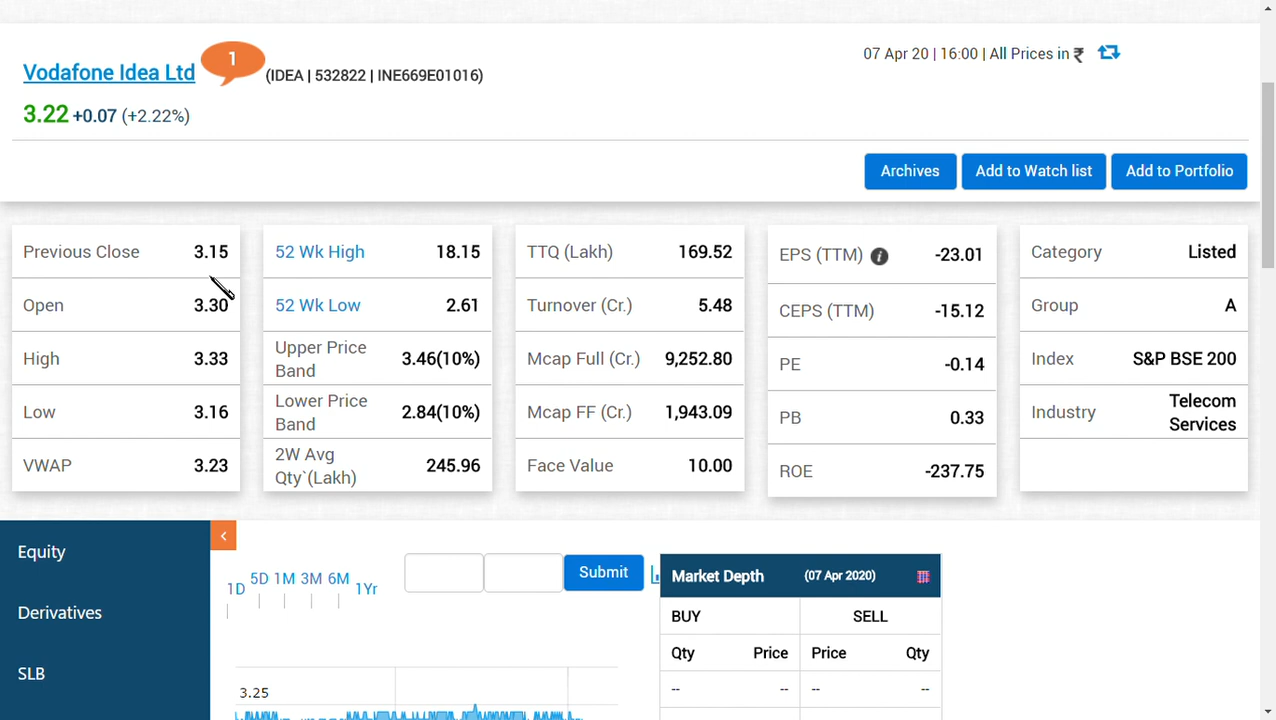 Vodafone Idea Ltd
1
(IDEA | 532822 | INE669E01016)
07 Apr 20 | 16:00 | All Prices in ₹
3.22 +0.07 (+2.22%)
Archives
Add to Watch list
Add to Portfolio
Previous Close 3.15
Open 3.30
High 3.33
Low 3.16
VWAP 3.23
52 Wk High 18.15
52 Wk Low 2.61
Upper Price
Band 3.46(10%)
Lower Price
Band 2.84(10%)
2W Avg
Qty`(Lakh) 245.96
TTQ (Lakh) 169.52
Turnover (Cr.) 5.48
Mcap Full (Cr.) 9,252.80
Mcap FF (Cr.) 1,943.09
Face Value 10.00
EPS (TTM) i -23.01
CEPS (TTM) -15.12
PE -0.14
PB 0.33
ROE -237.75
Category Listed
Group A
Index S&P BSE 200
Industry Telecom
Services
<
Equity
Derivatives
SLB
1D 5D 1M 3M 6M 1Yr
Submit
3.25
Market Depth (07 Apr 2020)
BUY SELL
Qty Price Price Qty
-- -- -- --